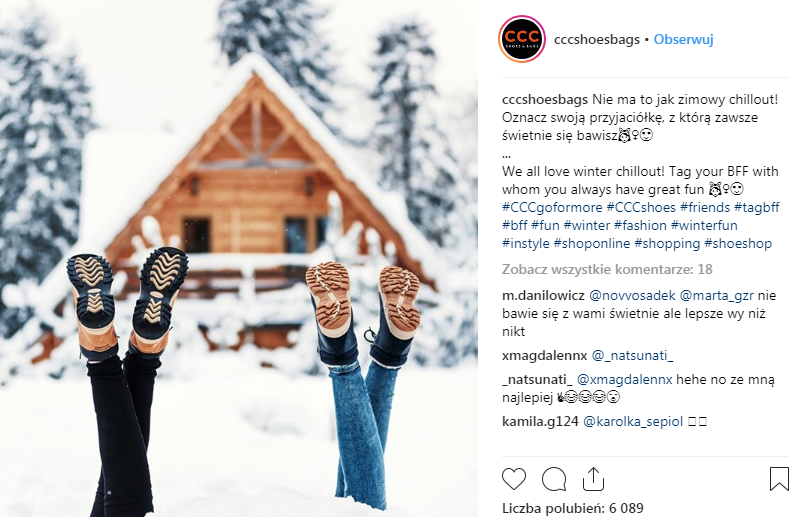 CCC
SHOES & BAGS
cccshoesbags • Obserwuj
cccshoesbags Nie ma to jak zimowy chillout!
Oznacz swoją przyjaciółkę, z którą zawsze
świetnie się bawisz
...
We all love winter chillout! Tag your BFF with
whom you always have great fun
#CCCgoformore #CCCshoes #friends #tagbff
#bff #fun #winter #fashion #winterfun
#instyle #shoponline #shopping #shoeshop
Zobacz wszystkie komentarze: 18
m.danilowicz @novvosadek @marta_gzr nie
bawie się z wami świetnie ale lepsze wy niż
nikt
xmagdalennx @_natsunati_
_natsunati_ @xmagdalennx hehe no ze mną
najlepiej
kamila.g124 @karolka_sepiol
Liczba polubień: 6 089